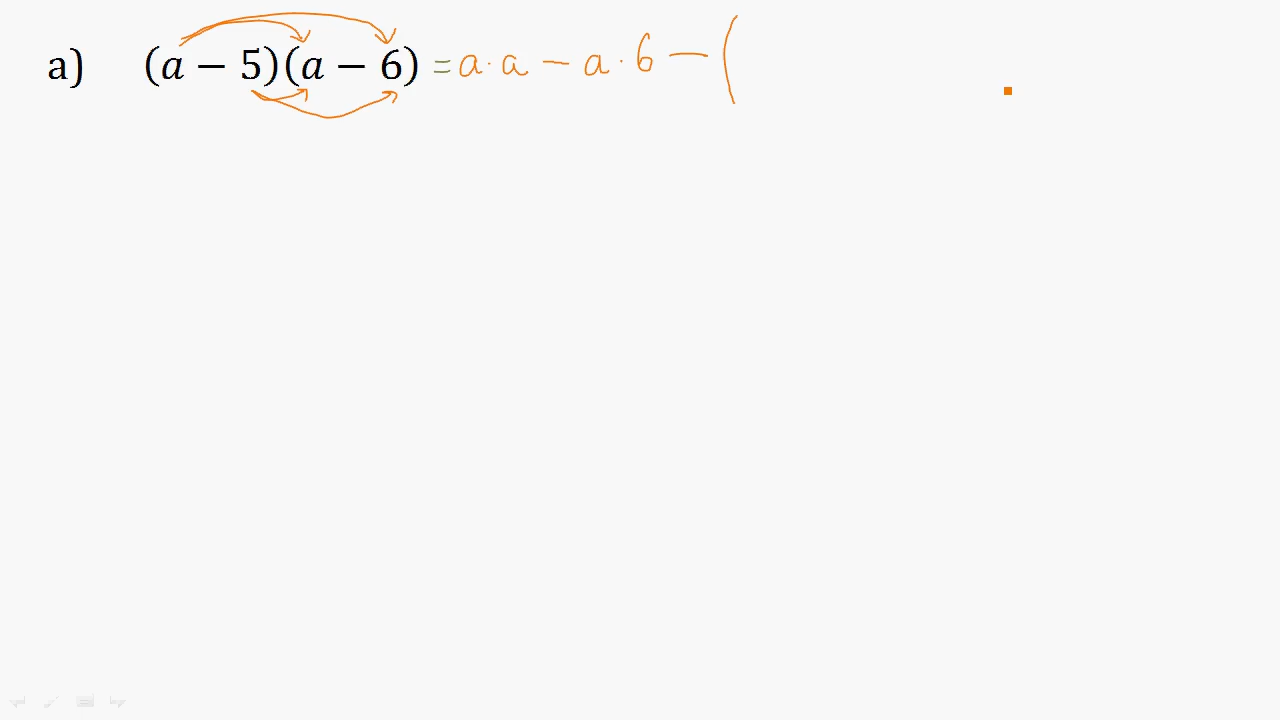 a) (a − 5)(a − 6) = a · a − a · 6 − (